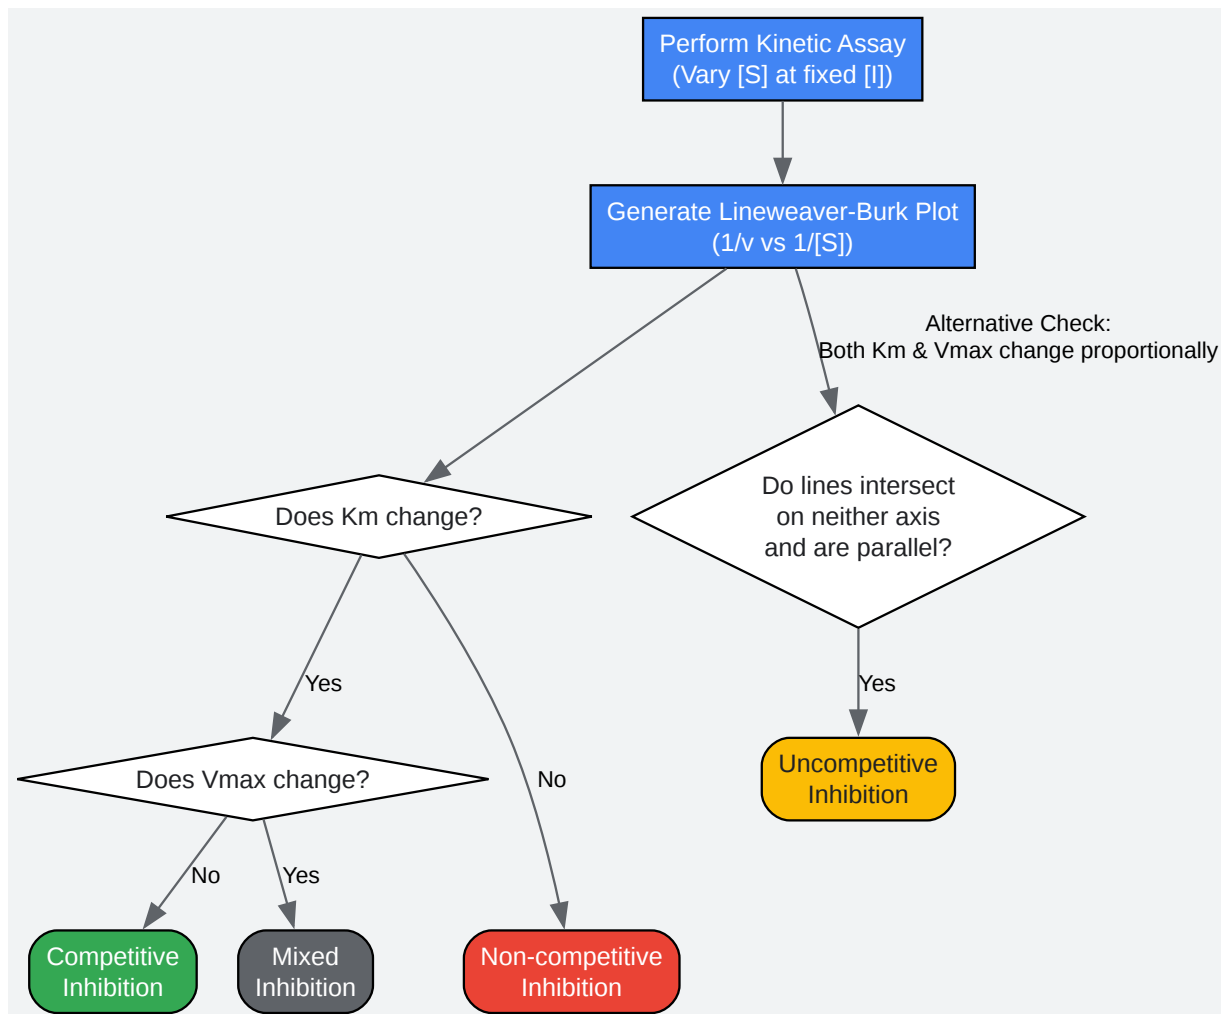 Perform Kinetic Assay
(Vary [S] at fixed [I])
Generate Lineweaver-Burk Plot
(1/v vs 1/[S])
Alternative Check:
Both Km & Vmax change proportionally
Does Km change?
Do lines intersect
on neither axis
and are parallel?
Yes
Yes
Does Vmax change?
No
Uncompetitive
Inhibition
No
Yes
Competitive
Inhibition
Mixed
Inhibition
Non-competitive
Inhibition